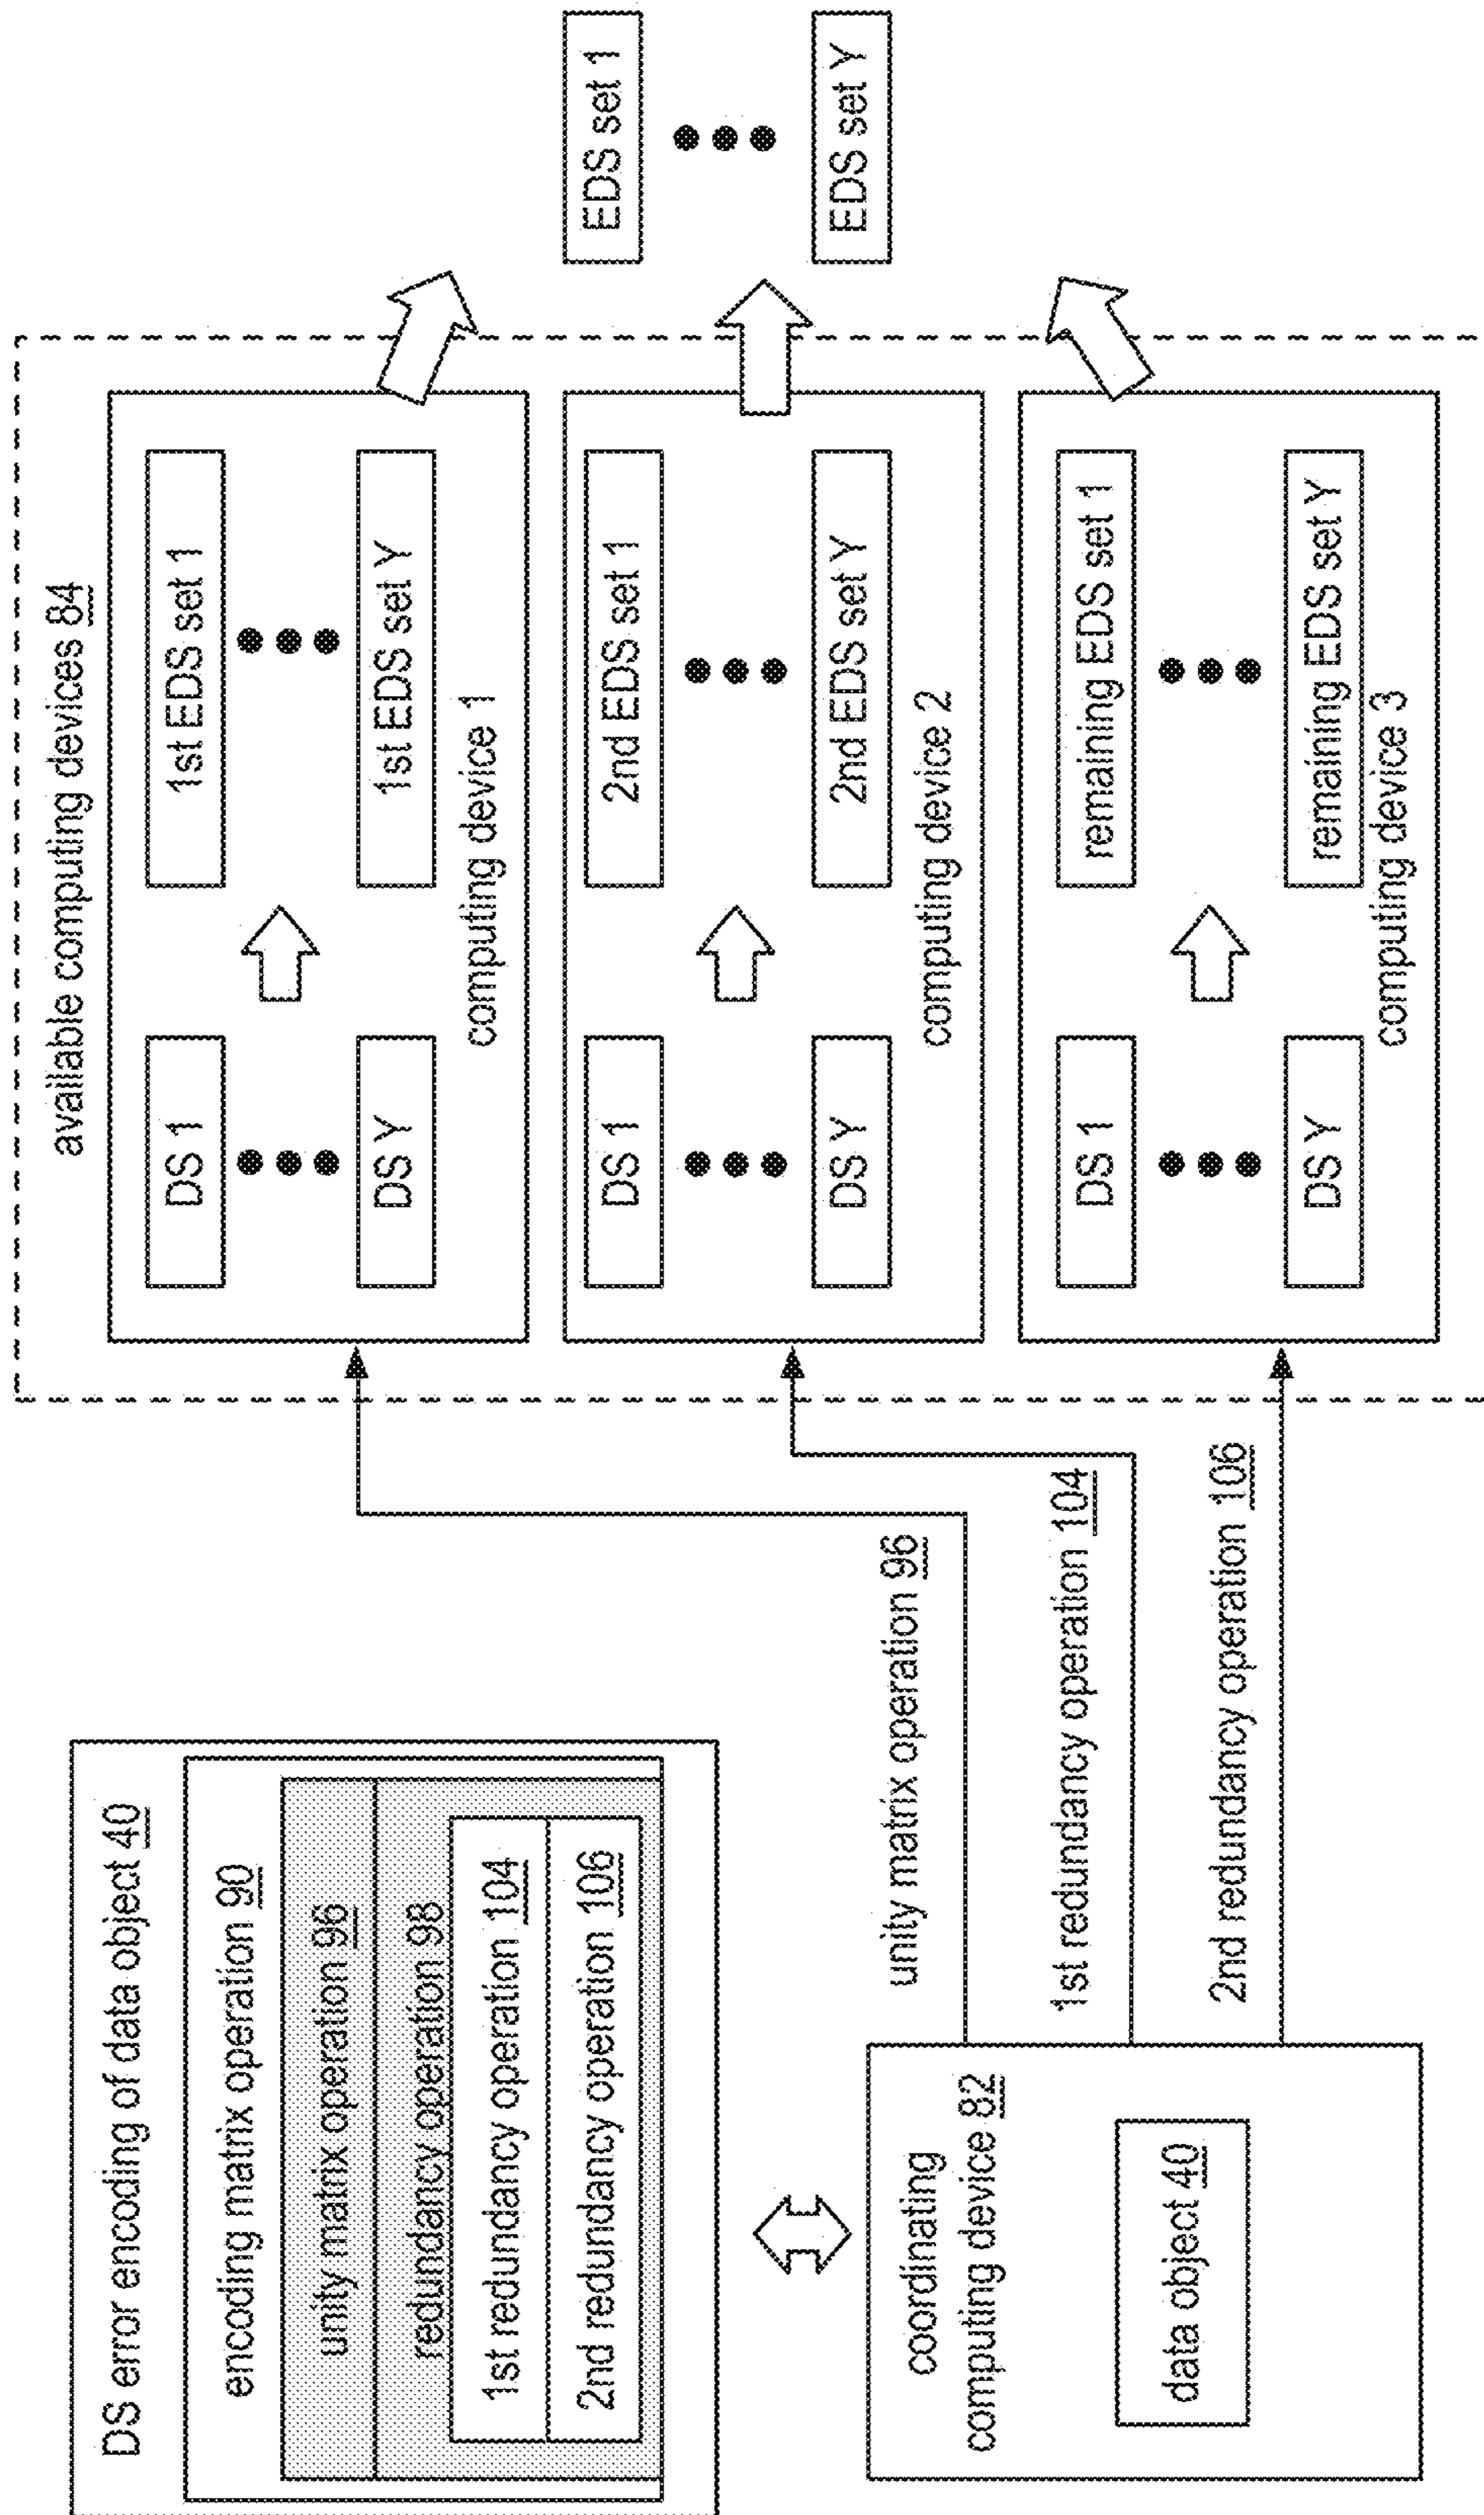 DS error encoding of data object 40
encoding matrix operation 90
unity matrix operation 96
redundancy operation 98
1st redundancy operation 104
2nd redundancy operation 106
coordinating
computing device 82
data object 40
unity matrix operation 96
1st redundancy operation 104
2nd redundancy operation 106
available computing devices 84
DS 1
DS Y
1st EDS set 1
1st EDS set Y
computing device 1
DS 1
DS Y
2nd EDS set 1
2nd EDS set Y
computing device 2
DS 1
DS Y
remaining EDS set 1
remaining EDS set Y
computing device 3
EDS set 1
EDS set Y